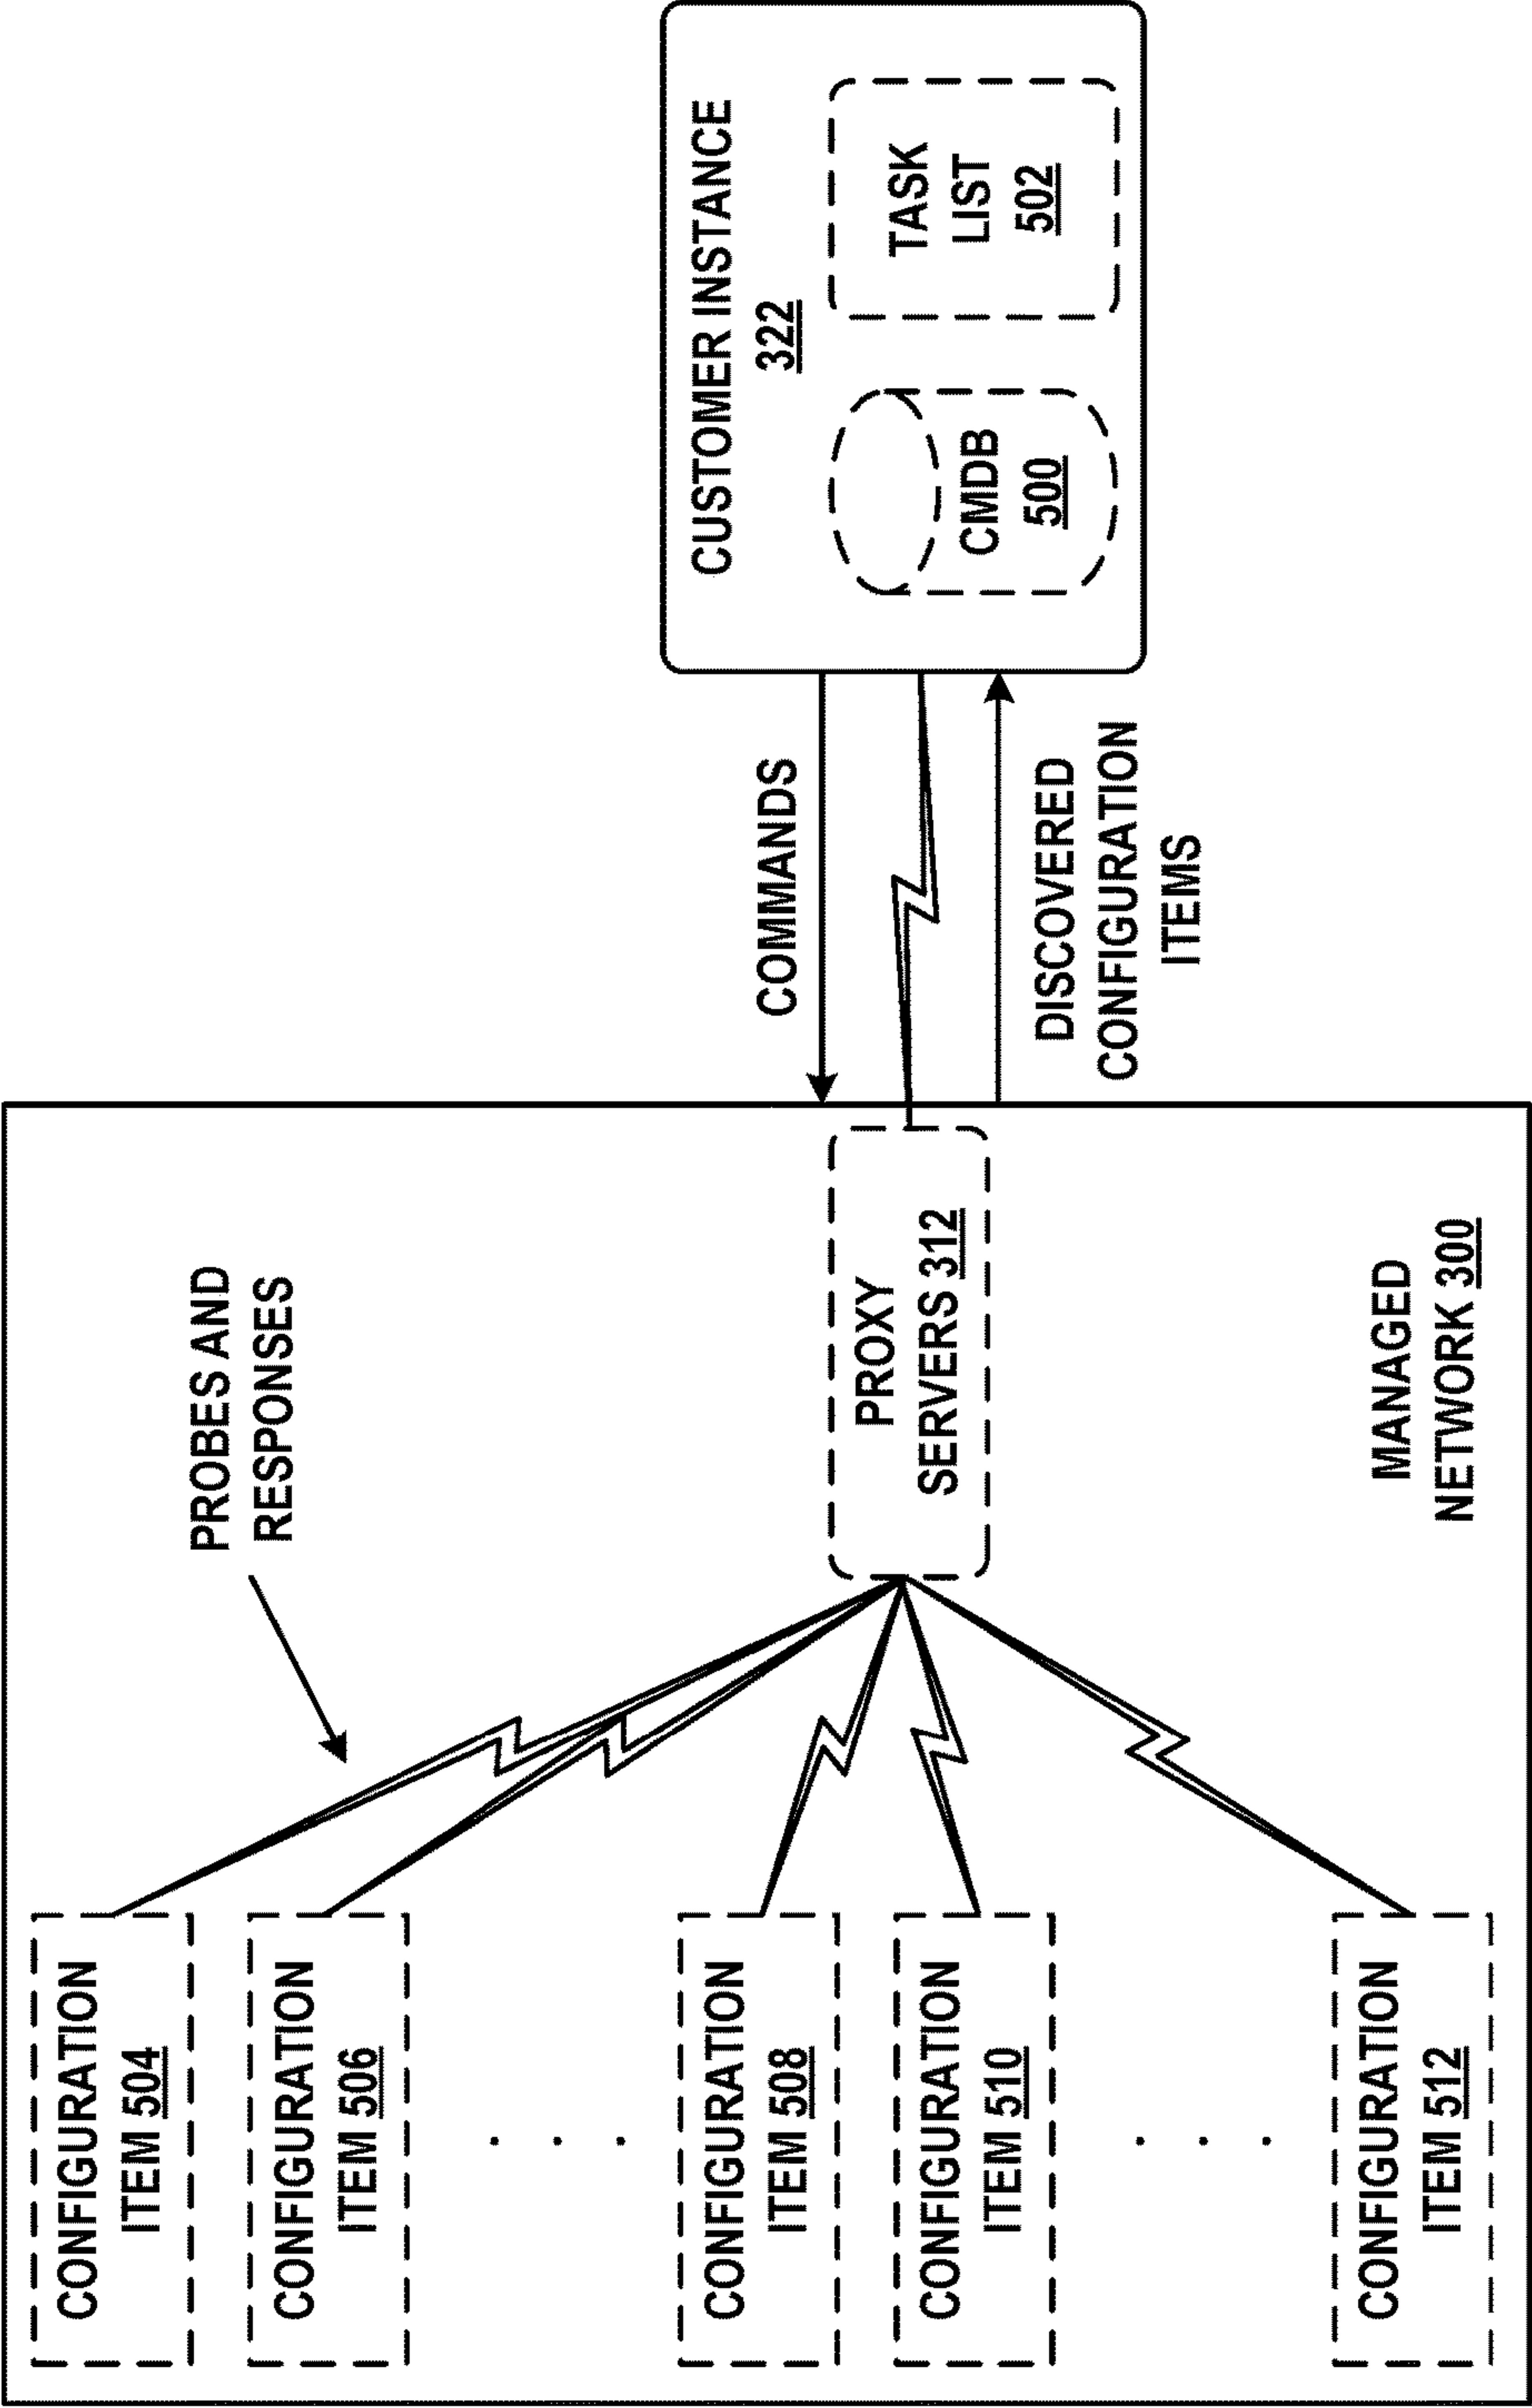 CUSTOMER INSTANCE
322
CMDB
500
TASK
LIST
502
COMMANDS
DISCOVERED
CONFIGURATION
ITEMS
PROBES AND
RESPONSES
PROXY
SERVERS 312
MANAGED
NETWORK 300
CONFIGURATION
ITEM 504
CONFIGURATION
ITEM 506
. . .
CONFIGURATION
ITEM 508
CONFIGURATION
ITEM 510
. . .
CONFIGURATION
ITEM 512